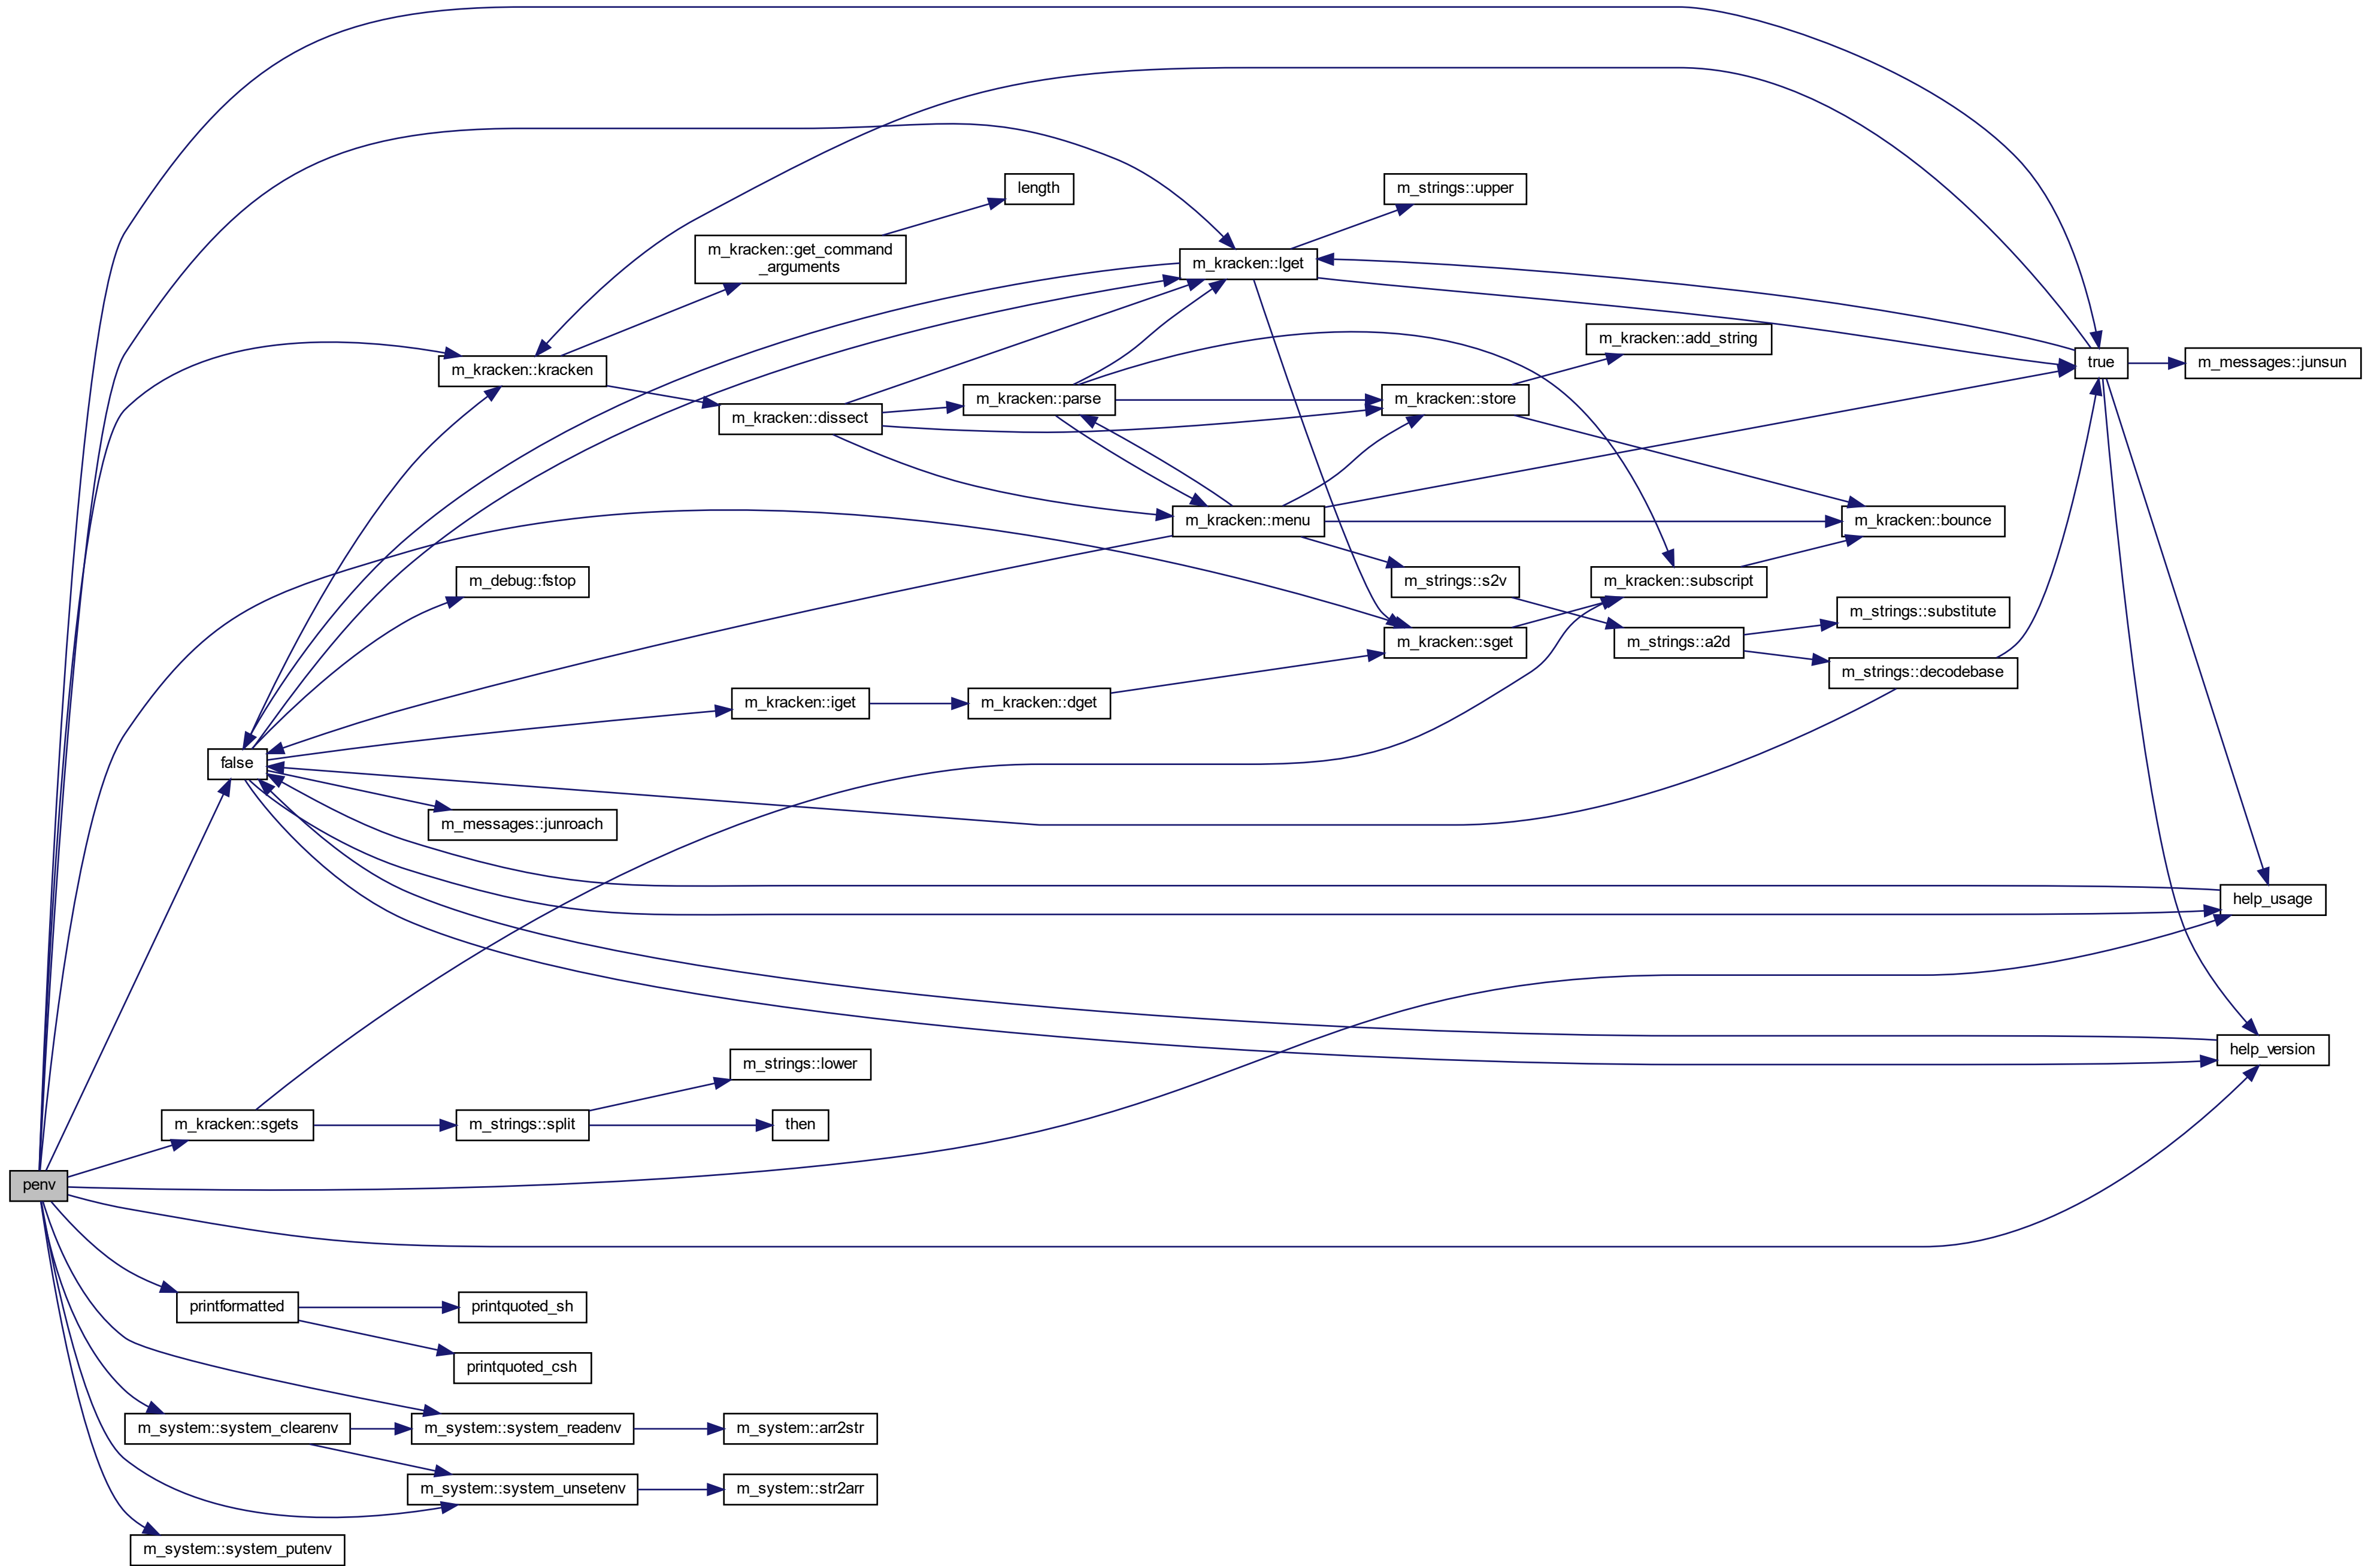 length
m_strings::upper
m_kracken::get_command
_arguments
m_kracken::lget
m_kracken::add_string
true
m_messages::junsun
m_kracken::kracken
m_kracken::parse
m_kracken::store
m_kracken::dissect
m_kracken::menu
m_kracken::bounce
m_debug::fstop
m_strings::s2v
m_kracken::subscript
m_strings::substitute
m_kracken::sget
m_strings::a2d
m_strings::decodebase
m_kracken::iget
m_kracken::dget
false
m_messages::junroach
help_usage
help_version
m_strings::lower
m_kracken::sgets
m_strings::split
then
penv
printformatted
printquoted_sh
printquoted_csh
m_system::system_clearenv
m_system::system_readenv
m_system::arr2str
m_system::system_unsetenv
m_system::str2arr
m_system::system_putenv